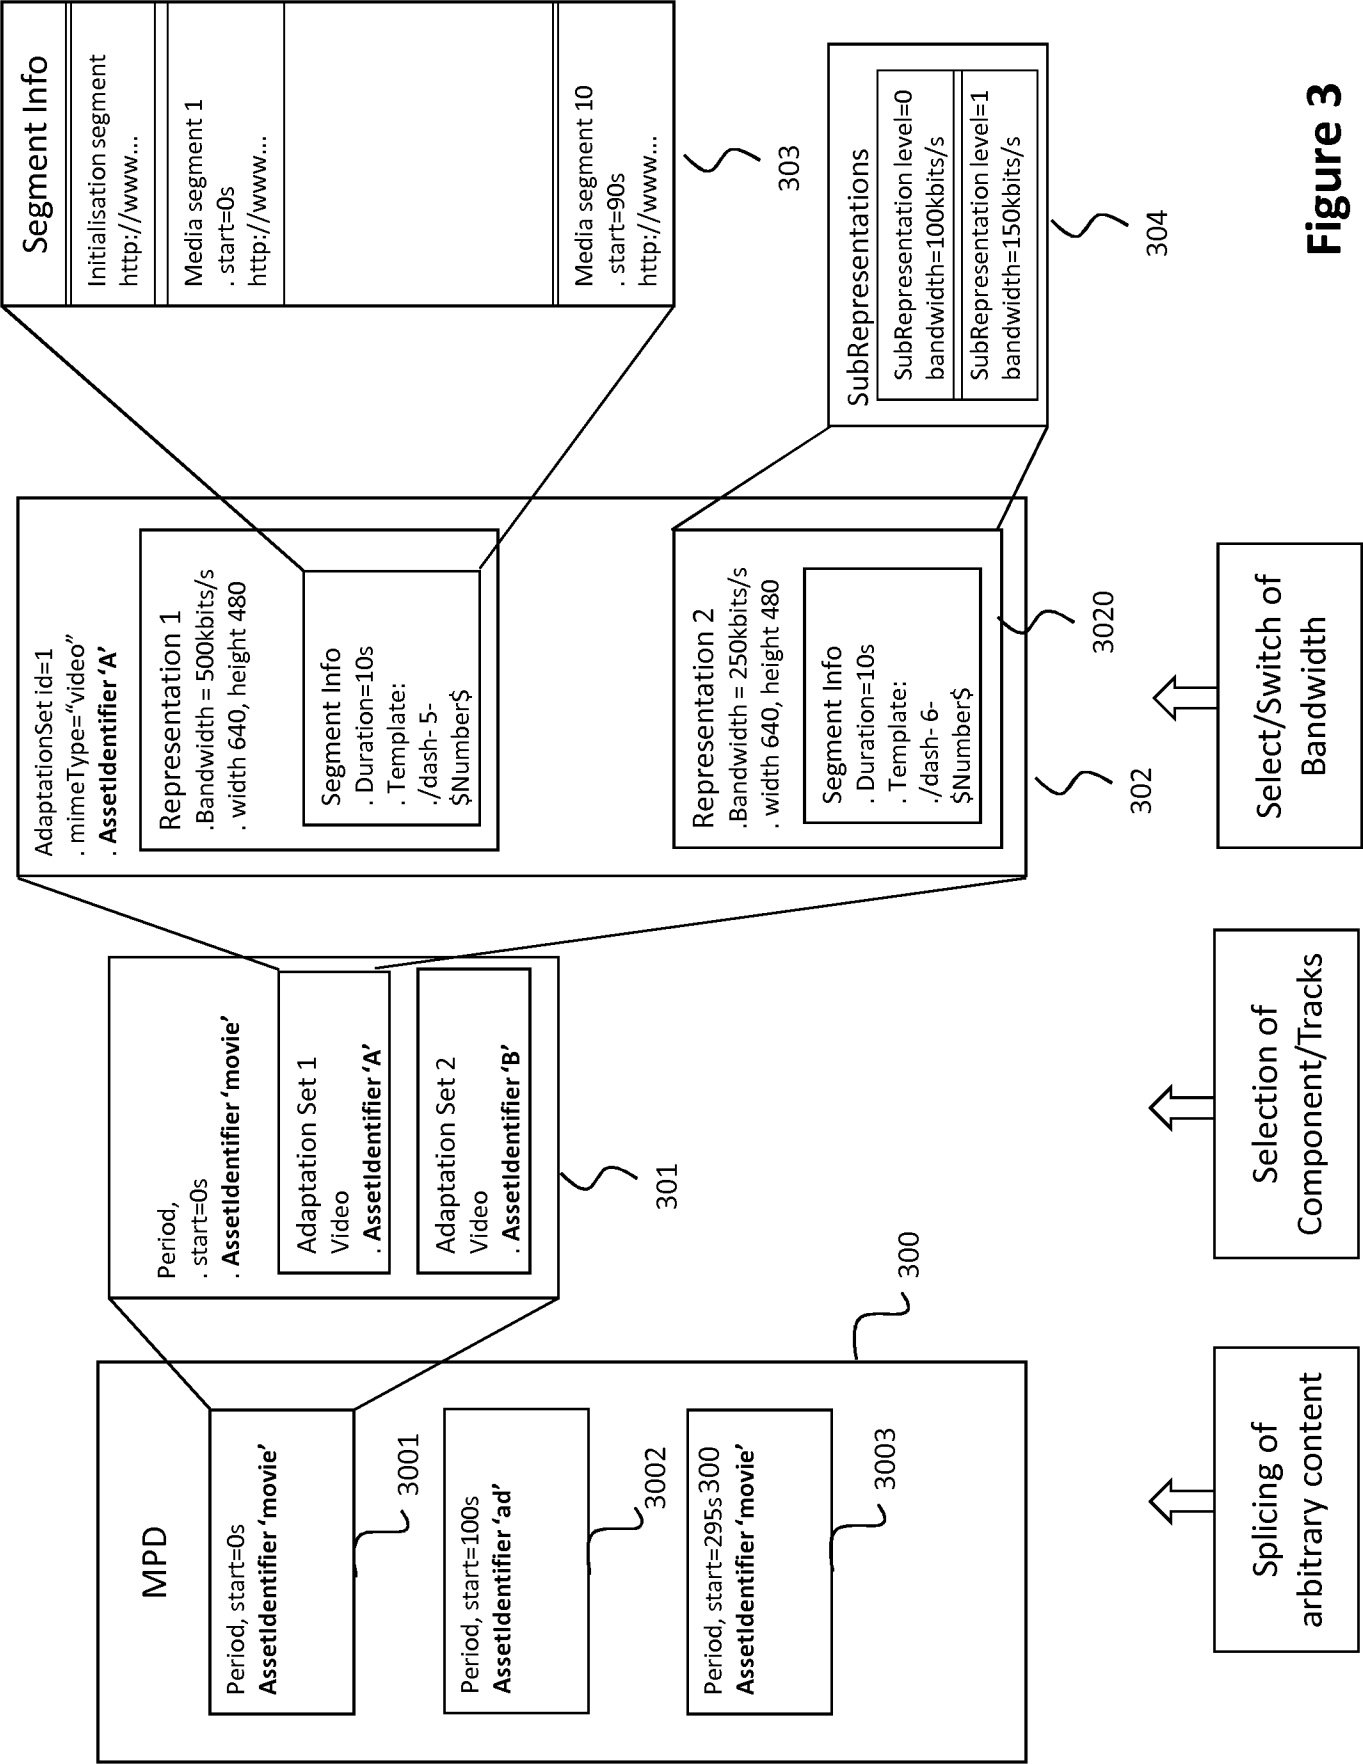 MPD
Period, start=0s
AssetIdentifier ‘movie’
3001
Period, start=100s
AssetIdentifier ‘ad’
3002
Period, start=295s 300
AssetIdentifier ‘movie’
3003
300
Period,
. start=0s
. AssetIdentifier ‘movie’
Adaptation Set 1
Video
. AssetIdentifier ‘A’
Adaptation Set 2
Video
. AssetIdentifier ‘B’
301
AdaptationSet id=1
. mimeType=“video”
. AssetIdentifier ‘A’
Representation 1
.Bandwidth = 500kbits/s
. width 640, height 480
Segment Info
. Duration=10s
. Template:
./dash- 5-
$Number$
Representation 2
.Bandwidth = 250kbits/s
. width 640, height 480
Segment Info
. Duration=10s
. Template:
./dash- 6-
$Number$
3020
302
Segment Info
Initialisation segment
http://www...
Media segment 1
. start=0s
http://www...
Media segment 10
. start=90s
http://www...
303
SubRepresentations
SubRepresentation level=0
bandwidth=100kbits/s
SubRepresentation level=1
bandwidth=150kbits/s
304
Splicing of
arbitrary content
Selection of
Component/Tracks
Select/Switch of
Bandwidth
Figure 3